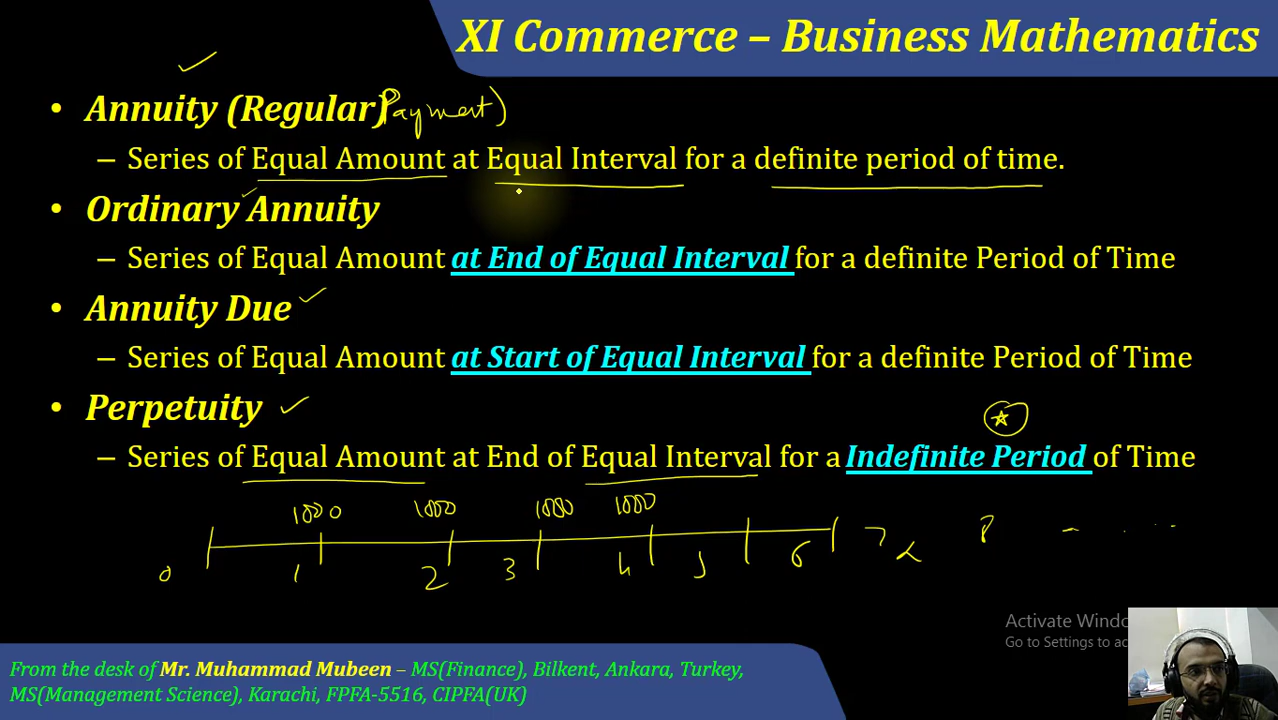 XI Commerce – Business Mathematics
• Annuity (Regular) Payment)
– Series of Equal Amount at Equal Interval for a definite period of time.
• Ordinary Annuity
– Series of Equal Amount at End of Equal Interval for a definite Period of Time
• Annuity Due
– Series of Equal Amount at Start of Equal Interval for a definite Period of Time
• Perpetuity
– Series of Equal Amount at End of Equal Interval for a Indefinite Period of Time
1000 1000 1000 1000
0 1 2 3 4 5 6 7 8
Activate Windo
Go to Settings to ac
From the desk of Mr. Muhammad Mubeen – MS(Finance), Bilkent, Ankara, Turkey,
MS(Management Science), Karachi, FPFA-5516, CIPFA(UK)